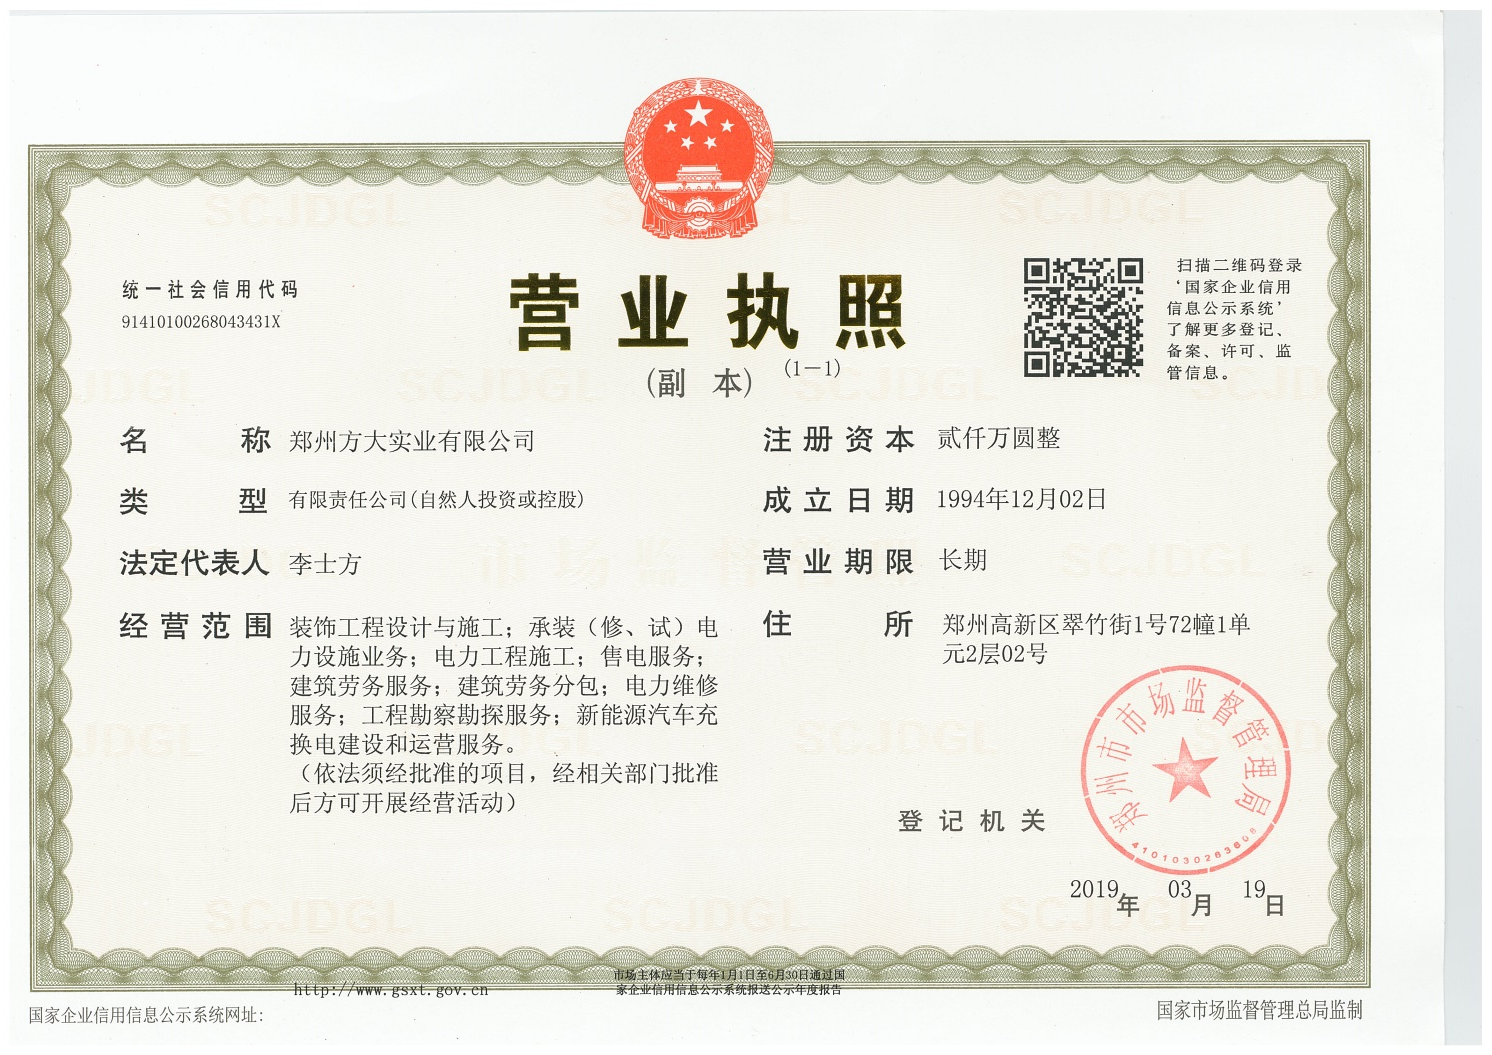 统一社会信用代码
91410100268043431X
营业执照
(副 本) (1-1)
扫描二维码登录
‘国家企业信用
信息公示系统’
了解更多登记、
备案、许可、监
管信息。
名称 郑州方大实业有限公司
类型 有限责任公司(自然人投资或控股)
法定代表人 李士方
经营范围 装饰工程设计与施工；承装（修、试）电
力设施业务；电力工程施工；售电服务；
建筑劳务服务；建筑劳务分包；电力维修
服务；工程勘察勘探服务；新能源汽车充
换电建设和运营服务。
（依法须经批准的项目，经相关部门批准
后方可开展经营活动）
注册资本 贰仟万圆整
成立日期 1994年12月02日
营业期限 长期
住所 郑州高新区翠竹街1号72幢1单
元2层02号
登记机关
郑州市市场监督管理局
2019年 03月 19日
市场主体应当于每年1月1日至6月30日通过国
家企业信用信息公示系统报送公示年度报告
http://www.gsxt.gov.cn
国家企业信用信息公示系统网址:
国家市场监督管理总局监制
SCJDGL